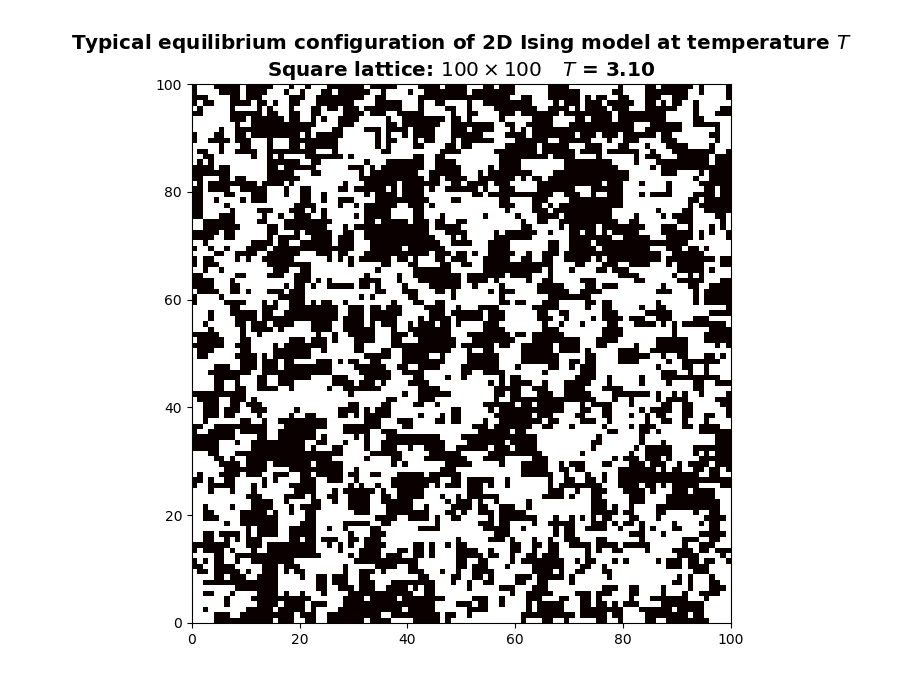 Typical equilibrium configuration of 2D Ising model at temperature T
Square lattice: 100 × 100 T = 3.10
100
80
60
40
20
0
0 20 40 60 80 100